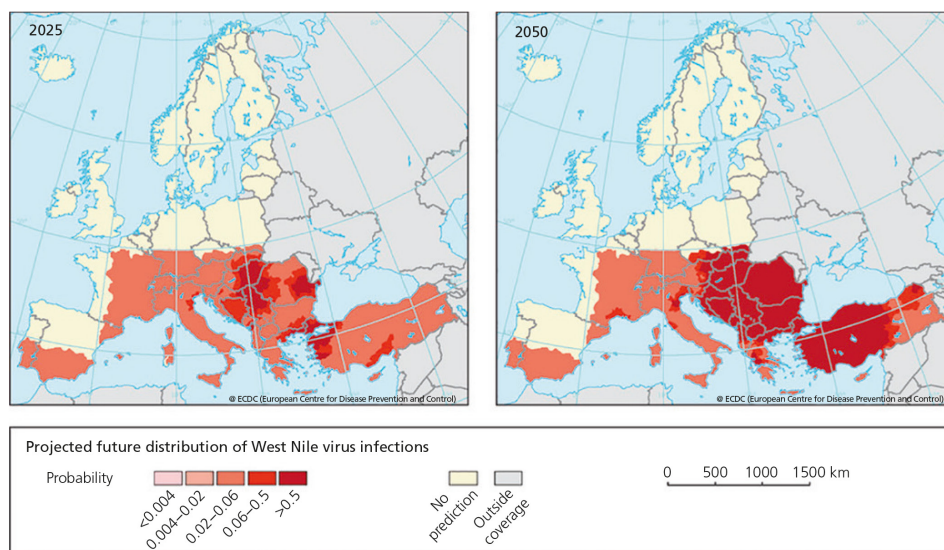 2025
2050
@ ECDC (European Centre for Disease Prevention and Control)
@ ECDC (European Centre for Disease Prevention and Control)
Projected future distribution of West Nile virus infections
Probability
<0.004
0.004–0.02
0.02–0.06
0.06–0.5
>0.5
No
prediction
Outside
coverage
0 500 1000 1500 km